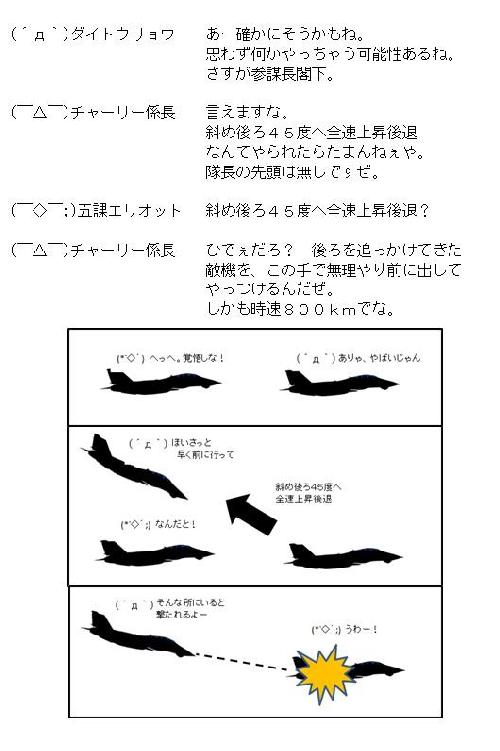 (´д｀)ダイトウリョウ　あ、確かにそうかもね。
思わず何かやっちゃう可能性あるね。
さすが参謀長閣下。
(￣△￣)チャーリー係長　言えますな。
斜め後ろ４５度へ全速上昇後退
なんてやられたらたまんねぇや。
隊長の先頭は無しですぜ。
(￣◇￣;)五課エリオット　斜め後ろ４５度へ全速上昇後退？
(￣△￣)チャーリー係長　ひでぇだろ？　後ろを追っかけてきた
敵機を、この手で無理やり前に出して
やっつけるんだぜ。
しかも時速８００ｋｍでな。
(*`◇´) へっへ。覚悟しな！
(´д｀) ありゃ、やばいじゃん
(´д｀) ほいさっと
早く前に行って
斜め後ろ45度へ
全速上昇後退
(*`◇´;) なんだと！
(´д｀) そんな所にいると
撃たれるよー
(*`◇´;) うわー！